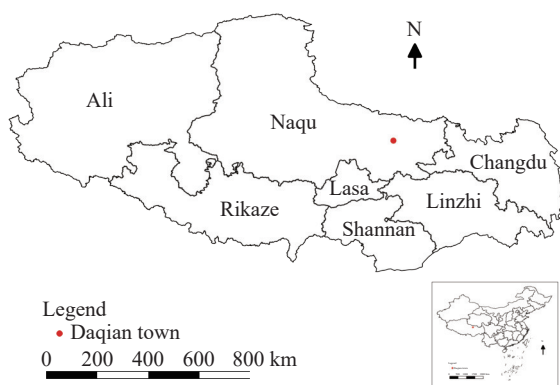 N
Ali
Naqu
Changdu
Lasa
Linzhi
Rikaze
Shannan
Legend
Daqian town
0 200 400 600 800 km